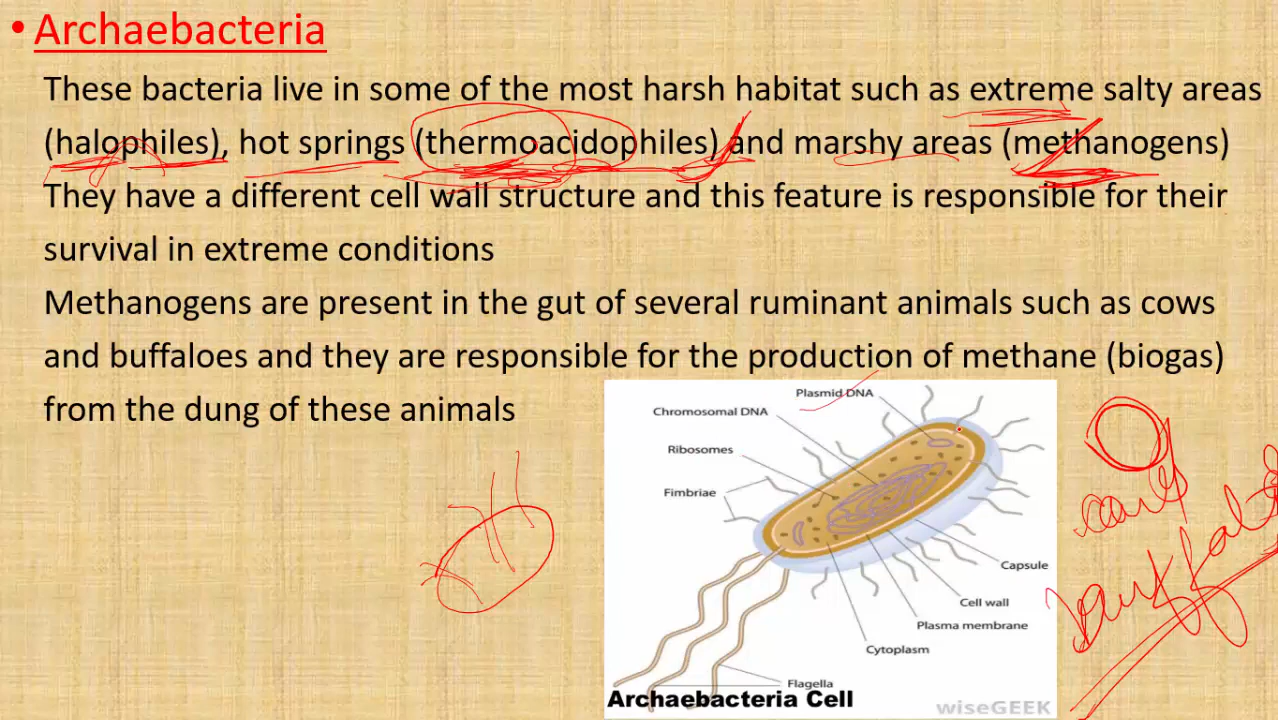 • Archaebacteria
These bacteria live in some of the most harsh habitat such as extreme salty areas
(halophiles), hot springs (thermoacidophiles) and marshy areas (methanogens)
They have a different cell wall structure and this feature is responsible for their
survival in extreme conditions
Methanogens are present in the gut of several ruminant animals such as cows
and buffaloes and they are responsible for the production of methane (biogas)
from the dung of these animals
Plasmid DNA
Chromosomal DNA
Ribosomes
Fimbriae
Capsule
Cell wall
Plasma membrane
Cytoplasm
Flagella
Archaebacteria Cell
wiseGEEK